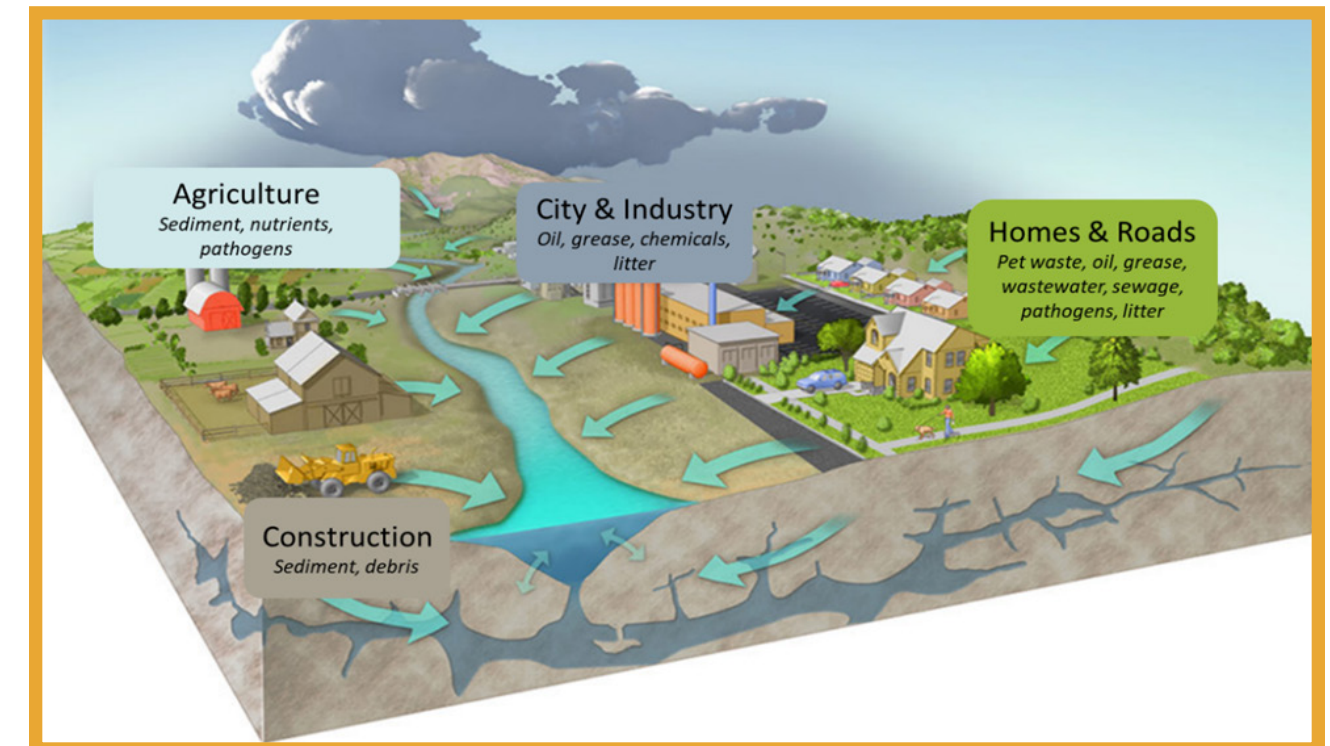 Agriculture
Sediment, nutrients,
pathogens
City & Industry
Oil, grease, chemicals,
litter
Homes & Roads
Pet waste, oil, grease,
wastewater, sewage,
pathogens, litter
Construction
Sediment, debris